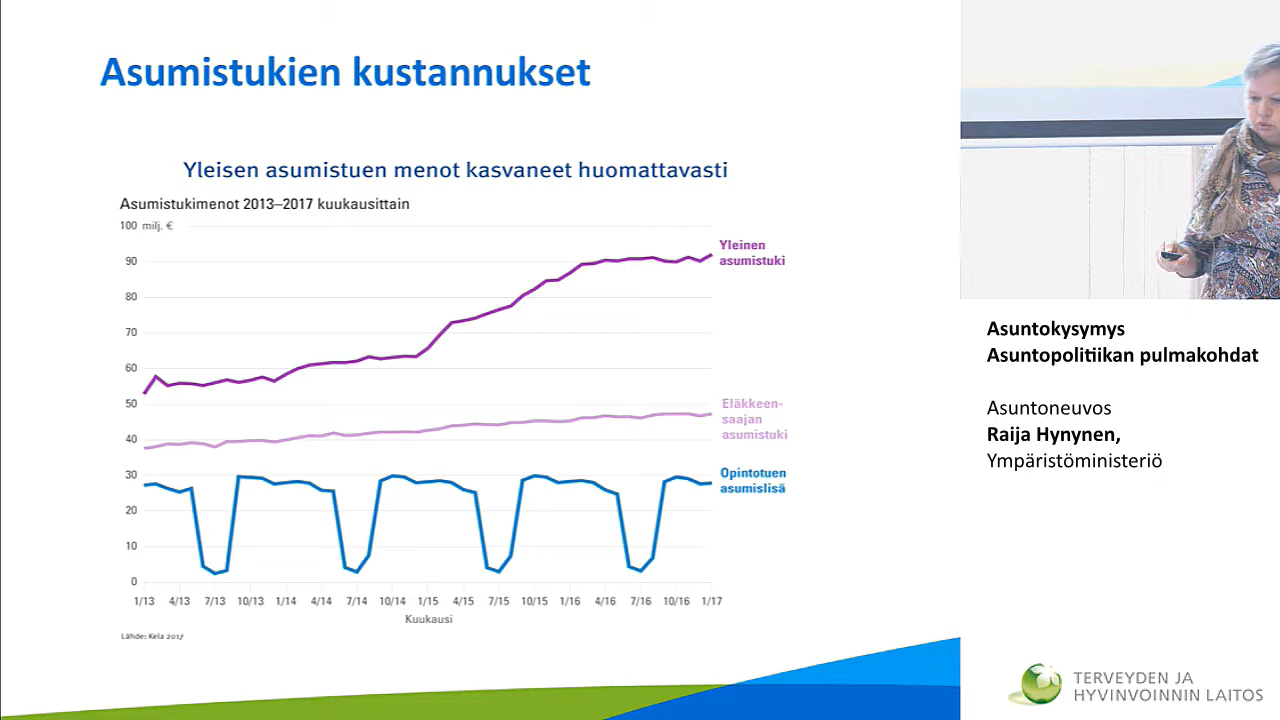 Asumistukien kustannukset
Yleisen asumistuen menot kasvaneet huomattavasti
Asumistukimenot 2013–2017 kuukausittain
100 milj. €
90
80
70
60
50
40
30
20
10
0
Yleinen
asumistuki
Eläkkeen-
saajan
asumistuki
Opintotuen
asumislisä
1/13 4/13 7/13 10/13 1/14 4/14 7/14 10/14 1/15 4/15 7/15 10/15 1/16 4/16 7/16 10/16 1/17
Kuukausi
Lähde: Kela 2017
Asuntokysymys
Asuntopolitiikan pulmakohdat
Asuntoneuvos
Raija Hynynen,
Ympäristöministeriö
TERVEYDEN JA
HYVINVOINNIN LAITOS